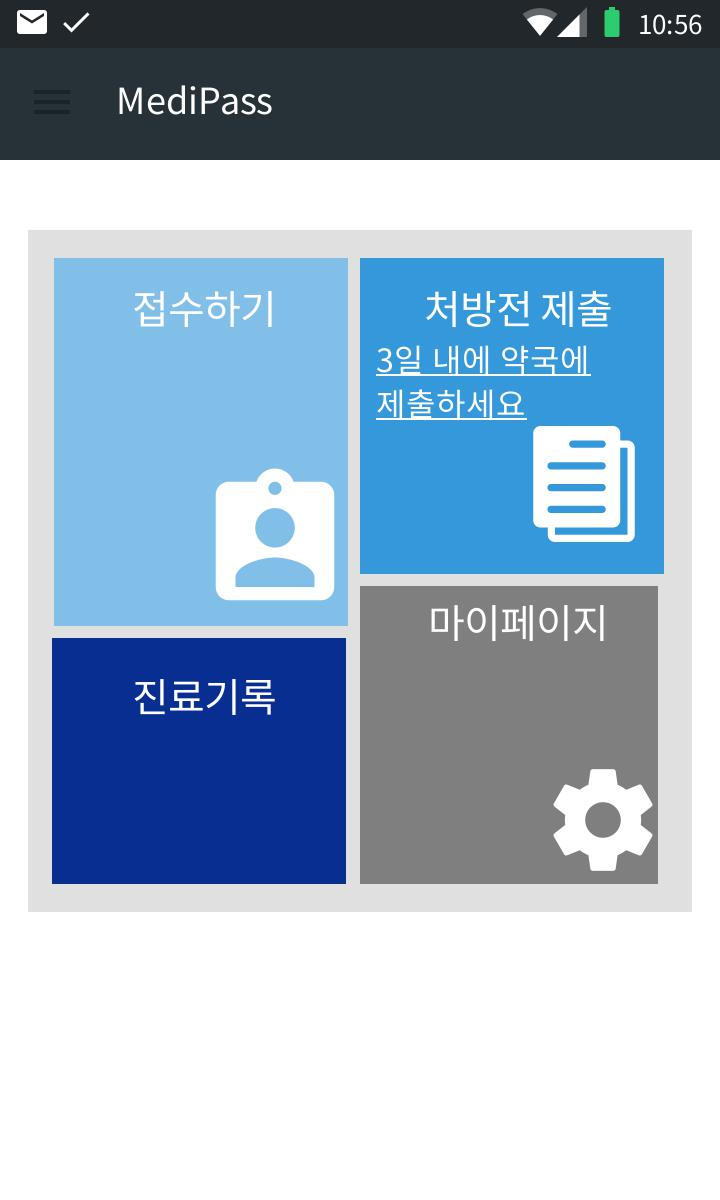 10:56
MediPass
접수하기
처방전 제출
3일 내에 약국에
제출하세요
진료기록
마이페이지